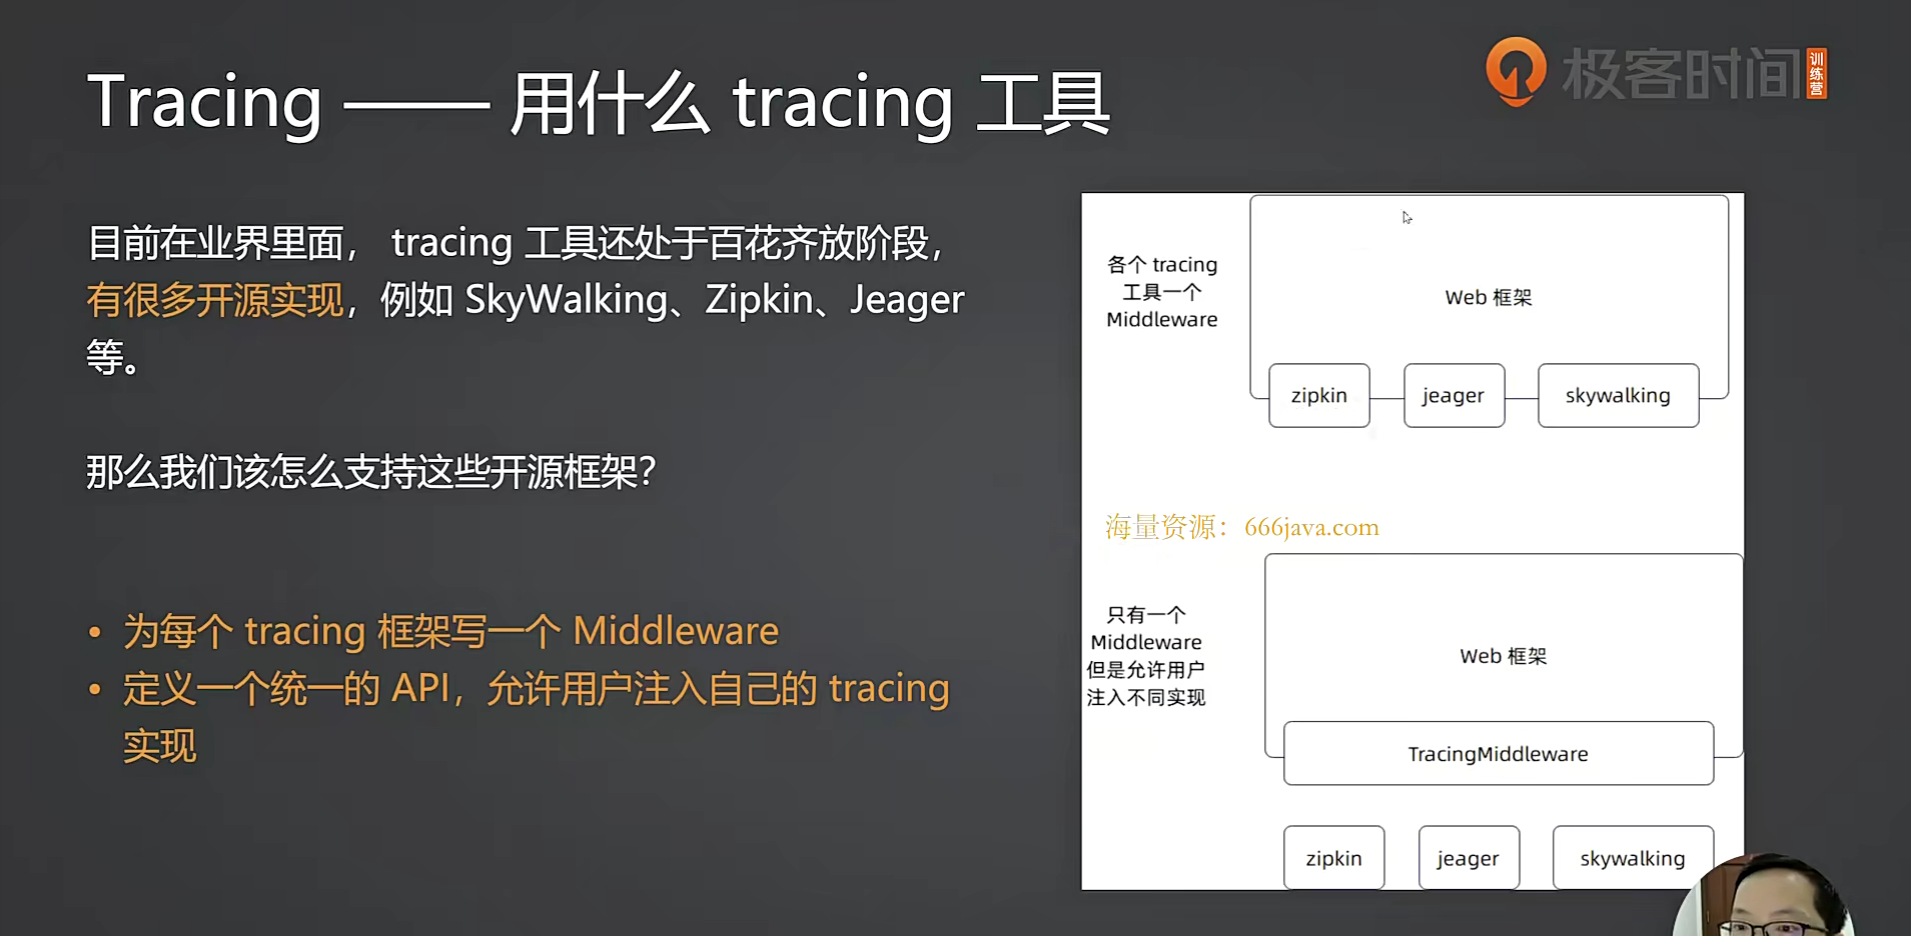 Tracing —— 用什么 tracing 工具
极客时间
训练营
目前在业界里面， tracing 工具还处于百花齐放阶段，
有很多开源实现，例如 SkyWalking、Zipkin、Jeager
等。
那么我们该怎么支持这些开源框架？
• 为每个 tracing 框架写一个 Middleware
• 定义一个统一的 API，允许用户注入自己的 tracing
实现
各个 tracing
工具一个
Middleware
Web 框架
zipkin
jeager
skywalking
海量资源：666java.com
只有一个
Middleware
但是允许用户
注入不同实现
Web 框架
TracingMiddleware
zipkin
jeager
skywalking